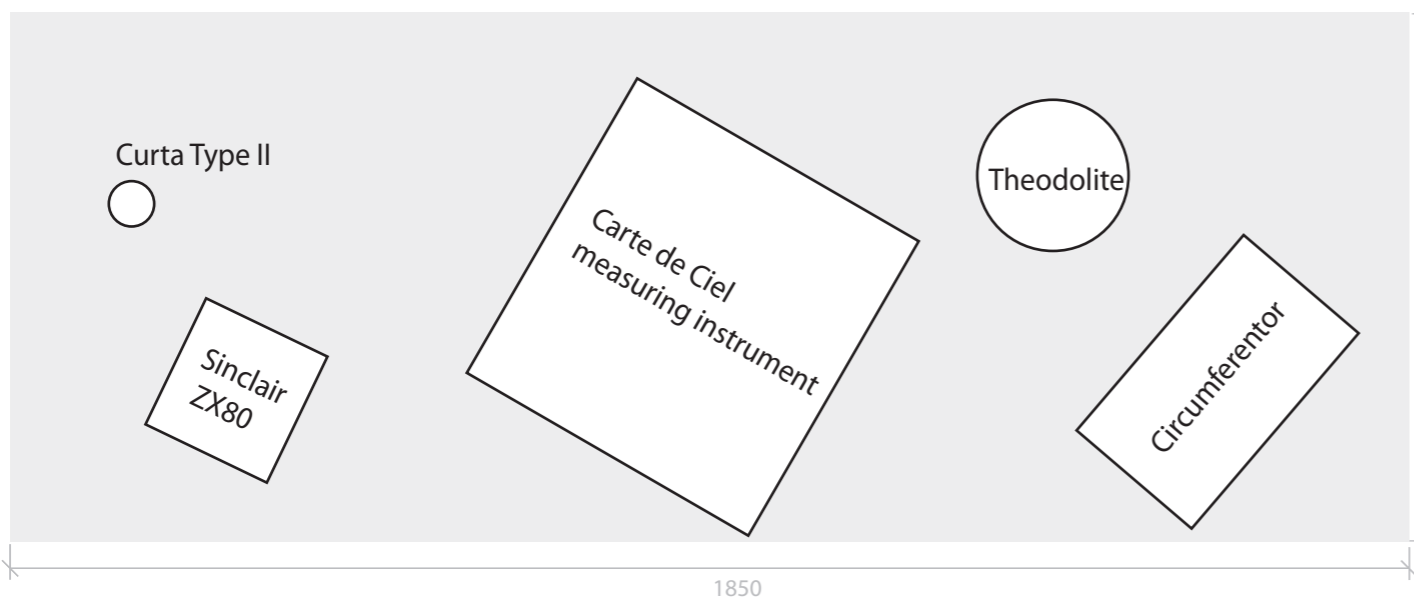 Curta Type II
Sinclair
ZX80
Carte de Ciel
measuring instrument
Theodolite
Circumferentor
1850